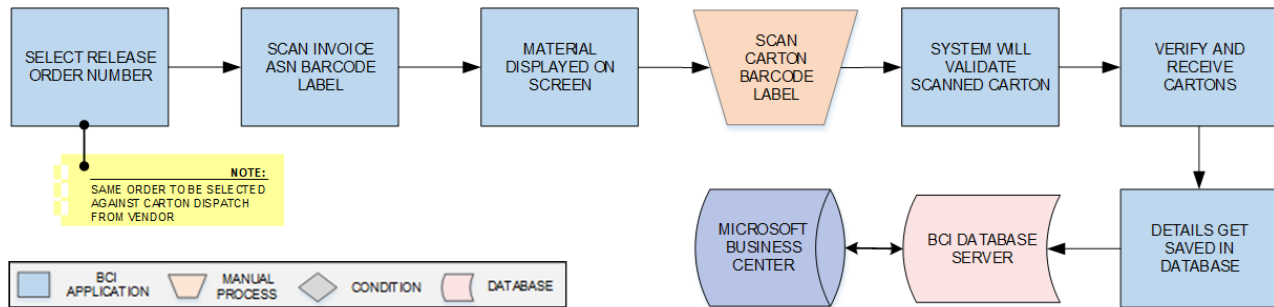 SELECT RELEASE
ORDER NUMBER
SCAN INVOICE
ASN BARCODE
LABEL
MATERIAL
DISPLAYED ON
SCREEN
SCAN
CARTON
BARCODE
LABEL
SYSTEM WILL
VALIDATE
SCANNED CARTON
VERIFY AND
RECEIVE
CARTONS
NOTE:
SAME ORDER TO BE SELECTED
AGAINST CARTON DISPATCH
FROM VENDOR
MICROSOFT
BUSINESS
CENTER
BCI DATABASE
SERVER
DETAILS GET
SAVED IN
DATABASE
BCI
APPLICATION
MANUAL
PROCESS
CONDITION
DATABASE